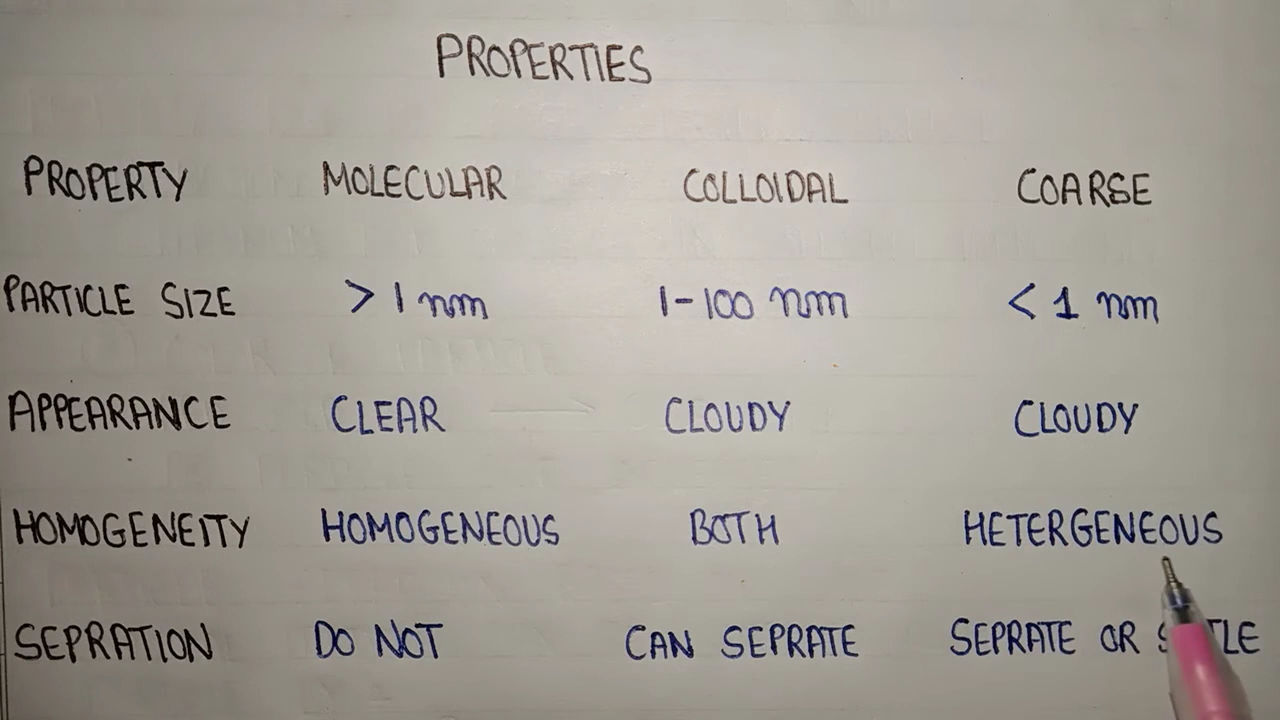 PROPERTIES
PROPERTY MOLECULAR COLLOIDAL COARSE
PARTICLE SIZE > 1 nm 1-100 nm < 1 nm
APPEARANCE CLEAR CLOUDY CLOUDY
HOMOGENEITY HOMOGENEOUS BOTH HETERGENEOUS
SEPRATION DO NOT CAN SEPRATE SEPRATE OR